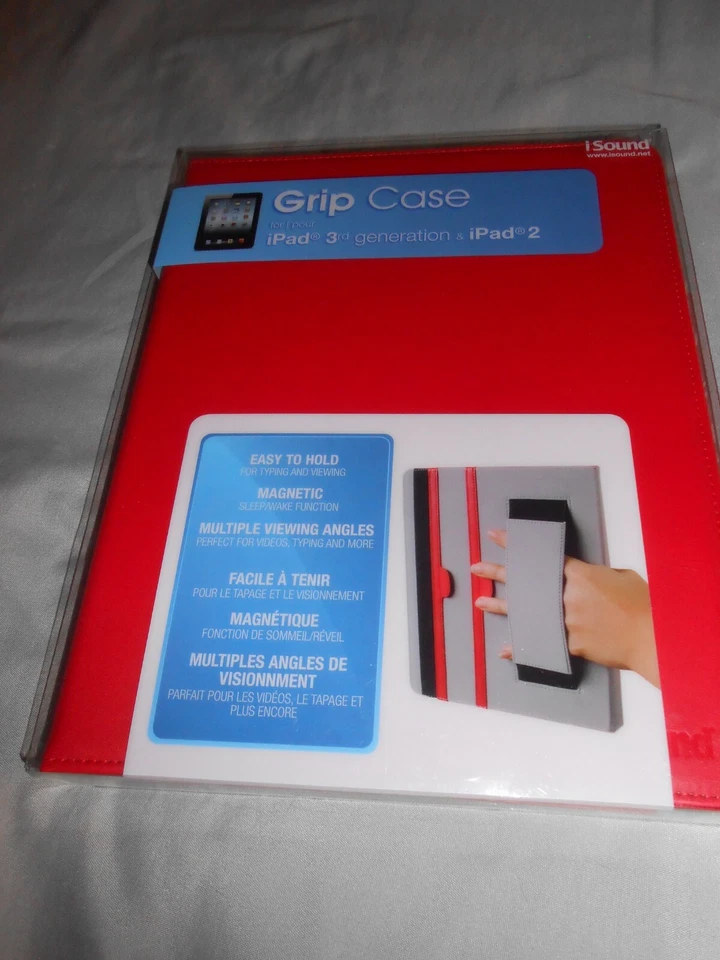 iSound
www.isound.net
Grip Case
for | pour
iPad® 3rd generation & iPad® 2
EASY TO HOLD
FOR TYPING AND VIEWING
MAGNETIC
SLEEP/WAKE FUNCTION
MULTIPLE VIEWING ANGLES
PERFECT FOR VIDEOS, TYPING AND MORE
FACILE À TENIR
POUR LE TAPAGE ET LE VISIONNEMENT
MAGNÉTIQUE
FONCTION DE SOMMEIL/RÉVEIL
MULTIPLES ANGLES DE
VISIONNMENT
PARFAIT POUR LES VIDÉOS, LE TAPAGE ET
PLUS ENCORE